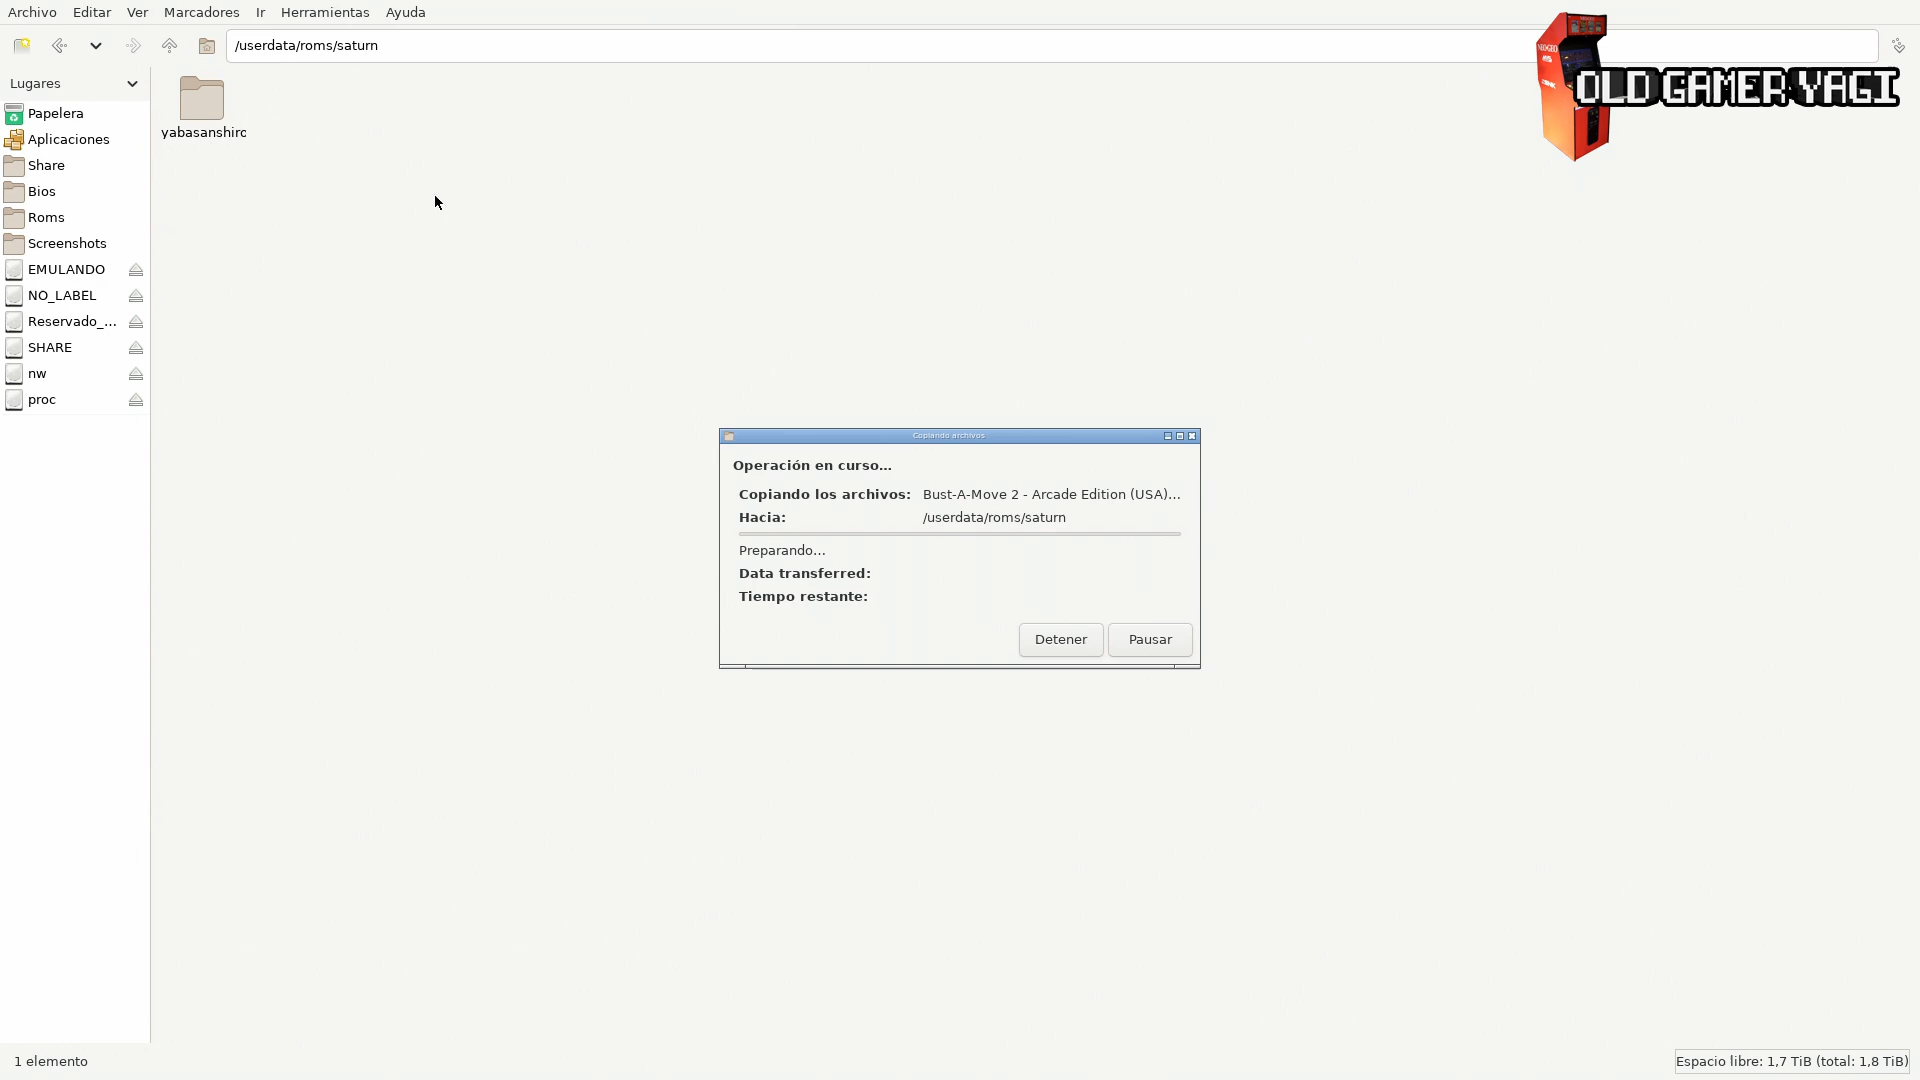 Archivo Editar Ver Marcadores Ir Herramientas Ayuda
/userdata/roms/saturn
NEOGEO
OLD GAMER YAGI
Lugares
Papelera
Aplicaciones
Share
Bios
Roms
Screenshots
EMULANDO
NO_LABEL
Reservado_...
SHARE
nw
proc
yabasanshiro
Copiando archivos
Operación en curso...
Copiando los archivos: Bust-A-Move 2 - Arcade Edition (USA)...
Hacia: /userdata/roms/saturn
Preparando...
Data transferred:
Tiempo restante:
Detener Pausar
1 elemento
Espacio libre: 1,7 TiB (total: 1,8 TiB)